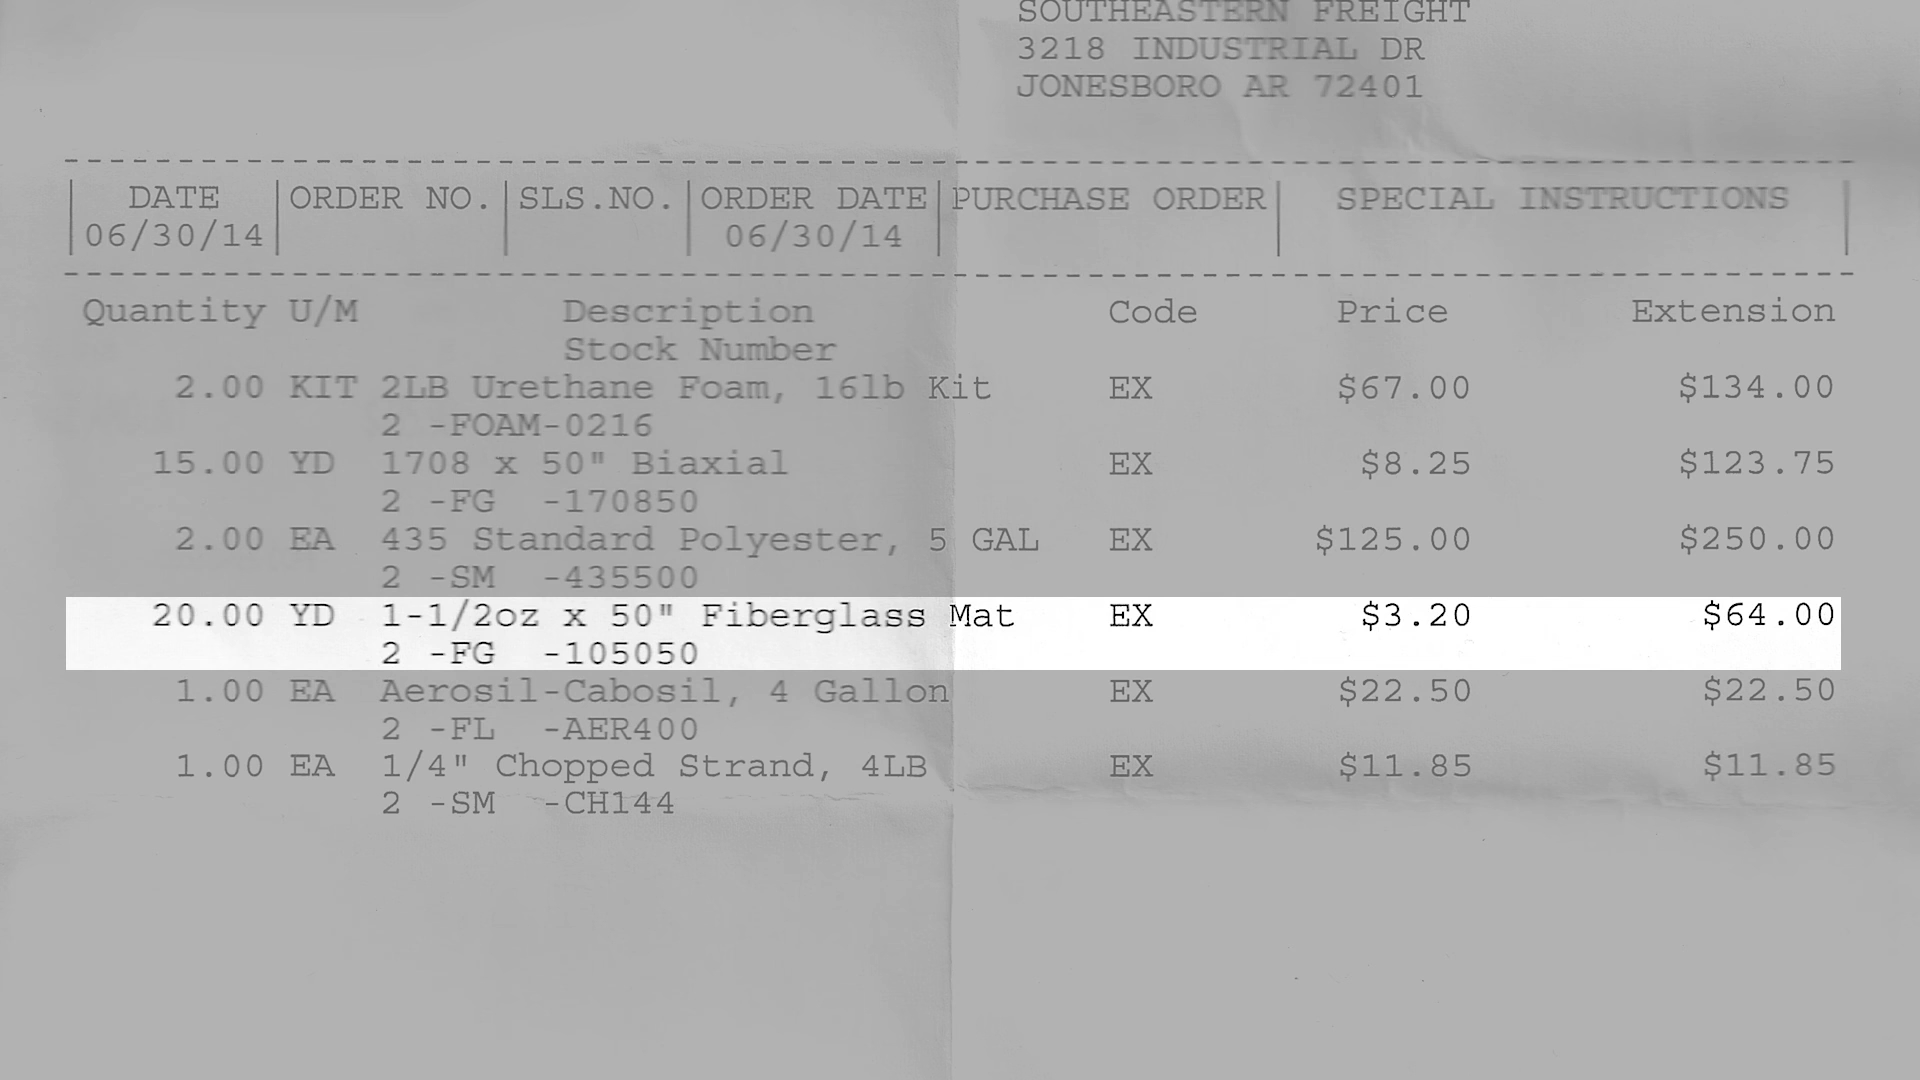 SOUTHEASTERN FREIGHT
3218 INDUSTRIAL DR
JONESBORO AR 72401
DATE ORDER NO. SLS.NO. ORDER DATE PURCHASE ORDER SPECIAL INSTRUCTIONS
06/30/14 06/30/14
Quantity U/M Description Code Price Extension
Stock Number
2.00 KIT 2LB Urethane Foam, 16lb Kit EX $67.00 $134.00
2 -FOAM-0216
15.00 YD 1708 x 50" Biaxial EX $8.25 $123.75
2 -FG -170850
2.00 EA 435 Standard Polyester, 5 GAL EX $125.00 $250.00
2 -SM -435500
20.00 YD 1-1/2oz x 50" Fiberglass Mat EX $3.20 $64.00
2 -FG -105050
1.00 EA Aerosil-Cabosil, 4 Gallon EX $22.50 $22.50
2 -FL -AER400
1.00 EA 1/4" Chopped Strand, 4LB EX $11.85 $11.85
2 -SM -CH144